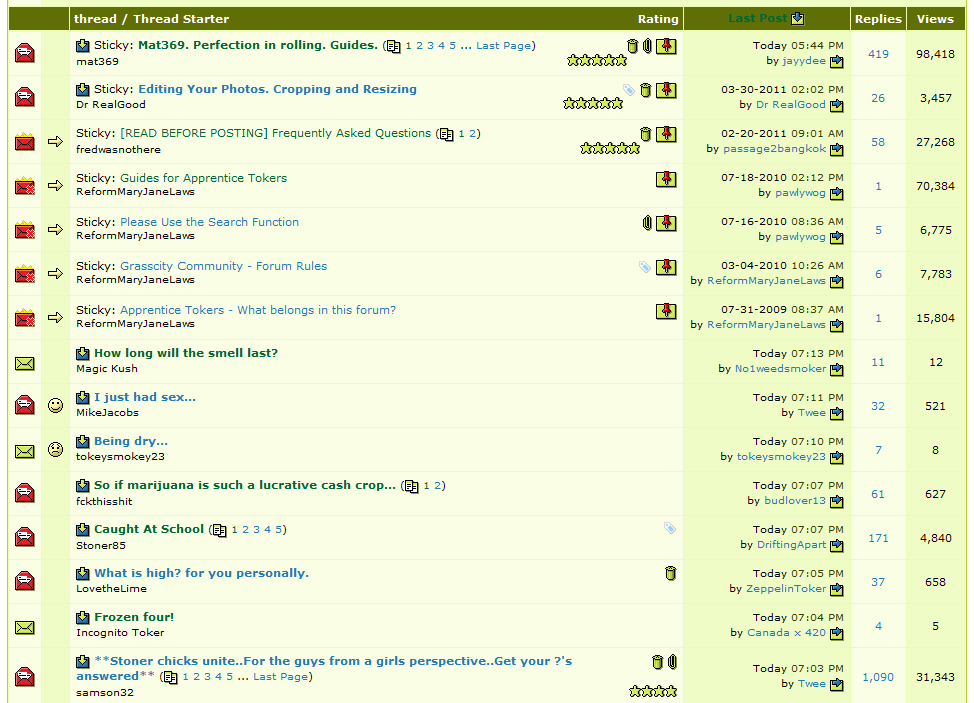 thread / Thread Starter Rating Last Post Replies Views
Sticky: Mat369. Perfection in rolling. Guides. ( 1 2 3 4 5 ... Last Page) Today 05:44 PM
mat369 by jayydee 419 98,418
Sticky: Editing Your Photos. Cropping and Resizing 03-30-2011 02:02 PM
Dr RealGood by Dr RealGood 26 3,457
Sticky: [READ BEFORE POSTING] Frequently Asked Questions ( 1 2) 02-20-2011 09:01 AM
fredwasnothere by passage2bangkok 58 27,268
Sticky: Guides for Apprentice Tokers 07-18-2010 02:12 PM
ReformMaryJaneLaws by pawlywog 1 70,384
Sticky: Please Use the Search Function 07-16-2010 08:36 AM
ReformMaryJaneLaws by pawlywog 5 6,775
Sticky: Grasscity Community - Forum Rules 03-04-2010 10:26 AM
ReformMaryJaneLaws by ReformMaryJaneLaws 6 7,783
Sticky: Apprentice Tokers - What belongs in this forum? 07-31-2009 08:37 AM
ReformMaryJaneLaws by ReformMaryJaneLaws 1 15,804
How long will the smell last? Today 07:13 PM
Magic Kush by No1weedsmoker 11 12
I just had sex... Today 07:11 PM
MikeJacobs by Twee 32 521
Being dry... Today 07:10 PM
tokeysmokey23 by tokeysmokey23 7 8
So if marijuana is such a lucrative cash crop... ( 1 2) Today 07:07 PM
fckthisshit by budlover13 61 627
Caught At School ( 1 2 3 4 5) Today 07:07 PM
Stoner85 by DriftingApart 171 4,840
What is high? for you personally. Today 07:05 PM
LovetheLime by ZeppelinToker 37 658
Frozen four! Today 07:04 PM
Incognito Toker by Canada x 420 4 5
**Stoner chicks unite..For the guys from a girls perspective..Get your ?'s Today 07:03 PM
answered** ( 1 2 3 4 5 ... Last Page) by Twee 1,090 31,343
samson32